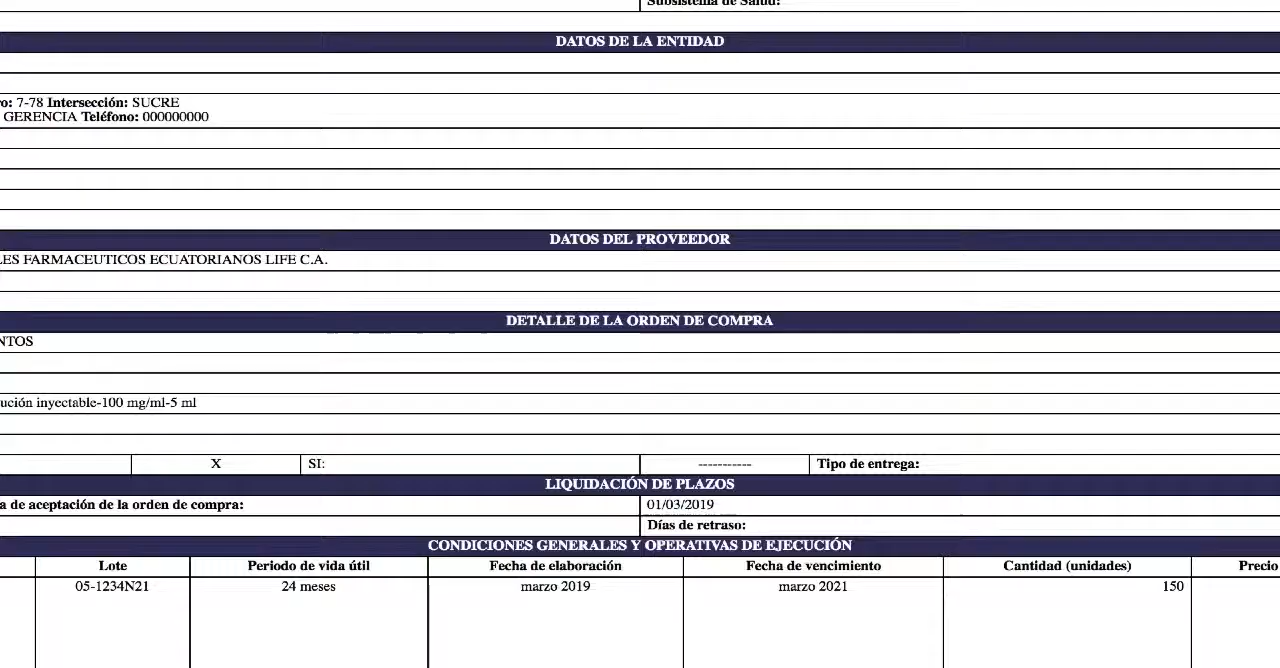 Subsistema de Salud:
DATOS DE LA ENTIDAD
ro: 7-78 Intersección: SUCRE
GERENCIA Teléfono: 000000000
DATOS DEL PROVEEDOR
LES FARMACEUTICOS ECUATORIANOS LIFE C.A.
DETALLE DE LA ORDEN DE COMPRA
NTOS
ución inyectable-100 mg/ml-5 ml
X SI: ----------- Tipo de entrega:
LIQUIDACIÓN DE PLAZOS
a de aceptación de la orden de compra: 01/03/2019
Días de retraso:
CONDICIONES GENERALES Y OPERATIVAS DE EJECUCIÓN
Lote Periodo de vida útil Fecha de elaboración Fecha de vencimiento Cantidad (unidades) Precio
05-1234N21 24 meses marzo 2019 marzo 2021 150